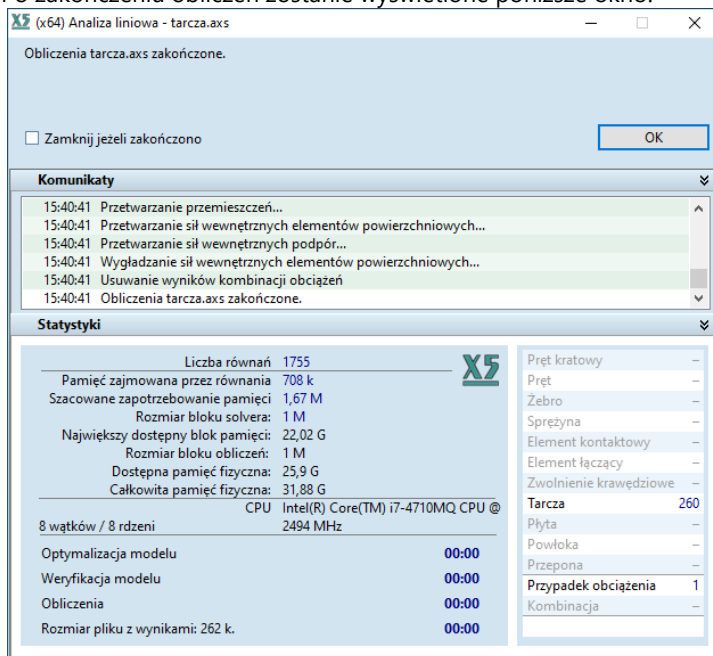 Po zakończeniu obliczeń zostanie wyświetlone poniższe okno.
X5 (x64) Analiza liniowa - tarcza.axs
Obliczenia tarcza.axs zakończone.
Zamknij jeżeli zakończono
OK
Komunikaty
15:40:41 Przetwarzanie przemieszczeń...
15:40:41 Przetwarzanie sił wewnętrznych elementów powierzchniowych...
15:40:41 Przetwarzanie sił wewnętrznych podpór...
15:40:41 Wygładzanie sił wewnętrznych elementów powierzchniowych...
15:40:41 Usuwanie wyników kombinacji obciążeń
15:40:41 Obliczenia tarcza.axs zakończone.
Statystyki
X5
Liczba równań 1755
Pamięć zajmowana przez równania 708 k
Szacowane zapotrzebowanie pamięci 1,67 M
Rozmiar bloku solvera: 1 M
Największy dostępny blok pamięci: 22,02 G
Rozmiar bloku obliczeń: 1 M
Dostępna pamięć fizyczna: 25,9 G
Całkowita pamięć fizyczna: 31,88 G
CPU Intel(R) Core(TM) i7-4710MQ CPU @
8 wątków / 8 rdzeni 2494 MHz
Optymalizacja modelu 00:00
Weryfikacja modelu 00:00
Obliczenia 00:00
Rozmiar pliku z wynikami: 262 k. 00:00
Pręt kratowy –
Pręt –
Żebro –
Sprężyna –
Element kontaktowy –
Element łączący –
Zwolnienie krawędziowe –
Tarcza 260
Płyta –
Powłoka –
Przepona –
Przypadek obciążenia 1
Kombinacja –